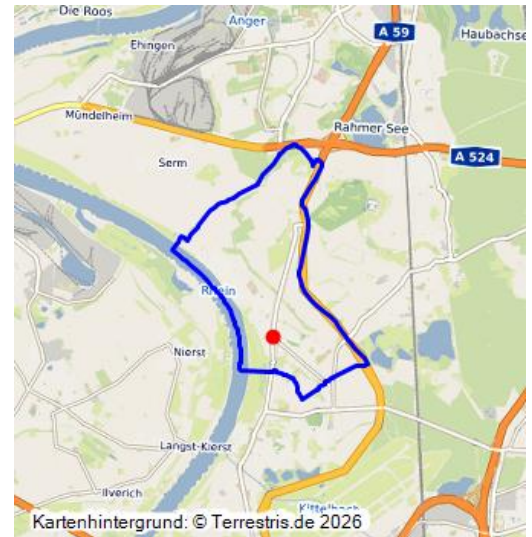 Die Roos
Anger
Ehingen
A 59
Haubachse
Mündelheim
Rahmer See
A 524
Serm
Rhein
Nierst
Langst-Kierst
Ilverich
Kittelbach
Kartenhintergrund: © Terrestris.de 2026